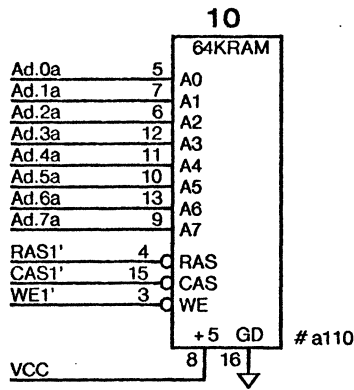 10
64KRAM
Ad.0a 5 A0
Ad.1a 7 A1
Ad.2a 6 A2
Ad.3a 12 A3
Ad.4a 11 A4
Ad.5a 10 A5
Ad.6a 13 A6
Ad.7a 9 A7
RAS1' 4 RAS
CAS1' 15 CAS
WE1' 3 WE
+5 GD #a110
VCC 8 16